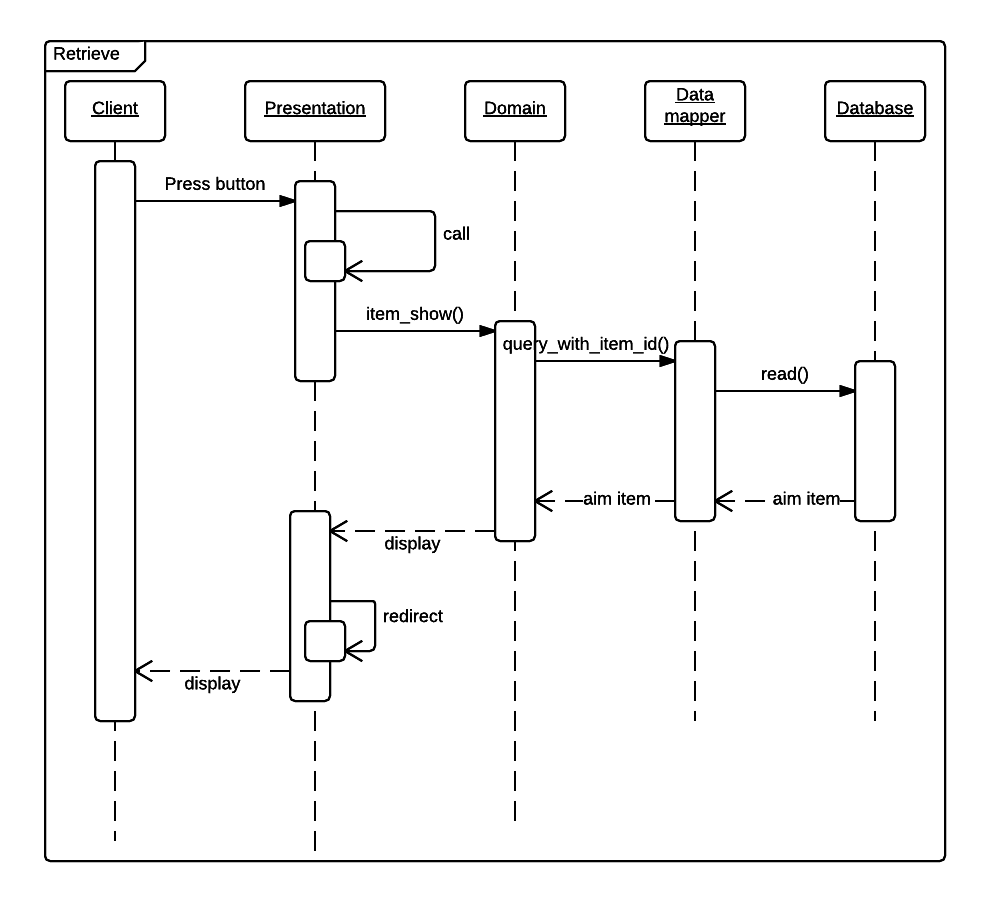 Retrieve
Client
Presentation
Domain
Data
mapper
Database
Press button
call
item_show()
query_with_item_id()
read()
aim item
aim item
display
redirect
display